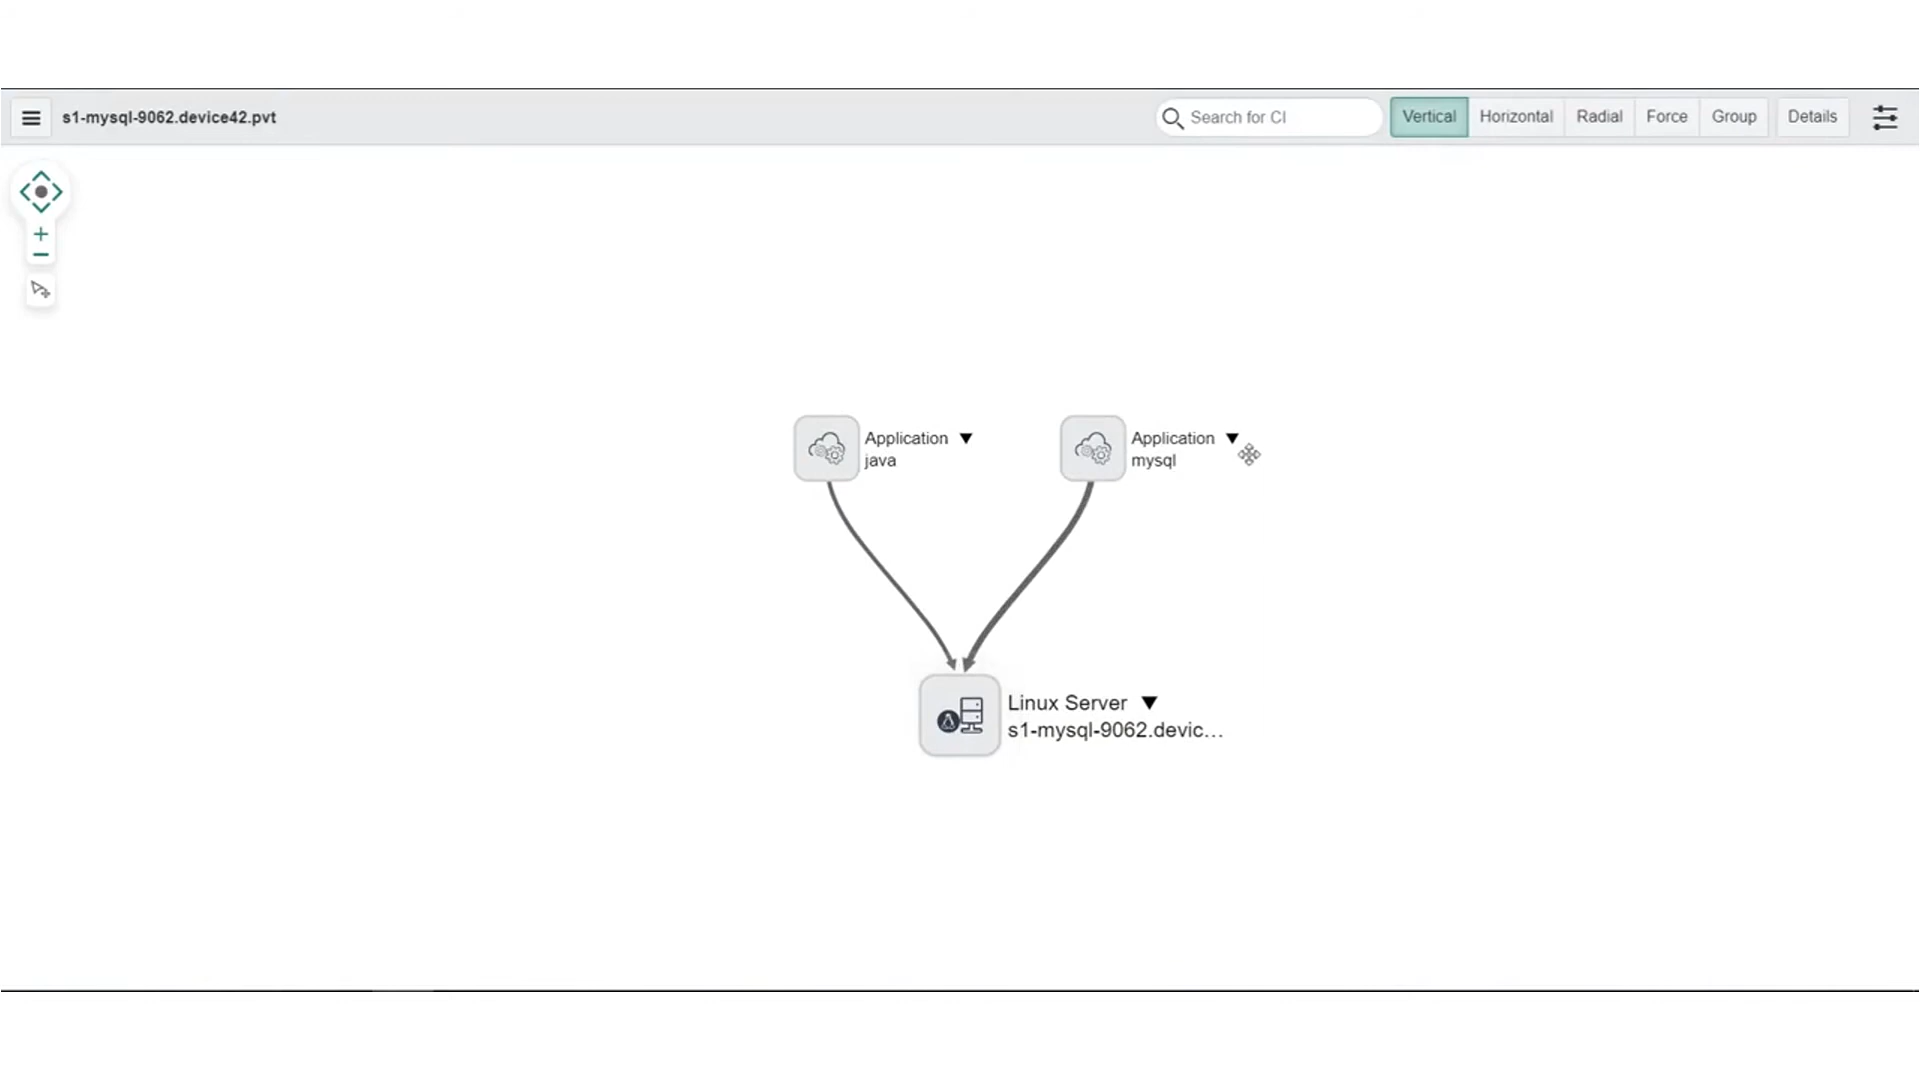 s1-mysql-9062.device42.pvt
Search for CI
Vertical
Horizontal
Radial
Force
Group
Details
Application
java
Application
mysql
Linux Server
s1-mysql-9062.devic...